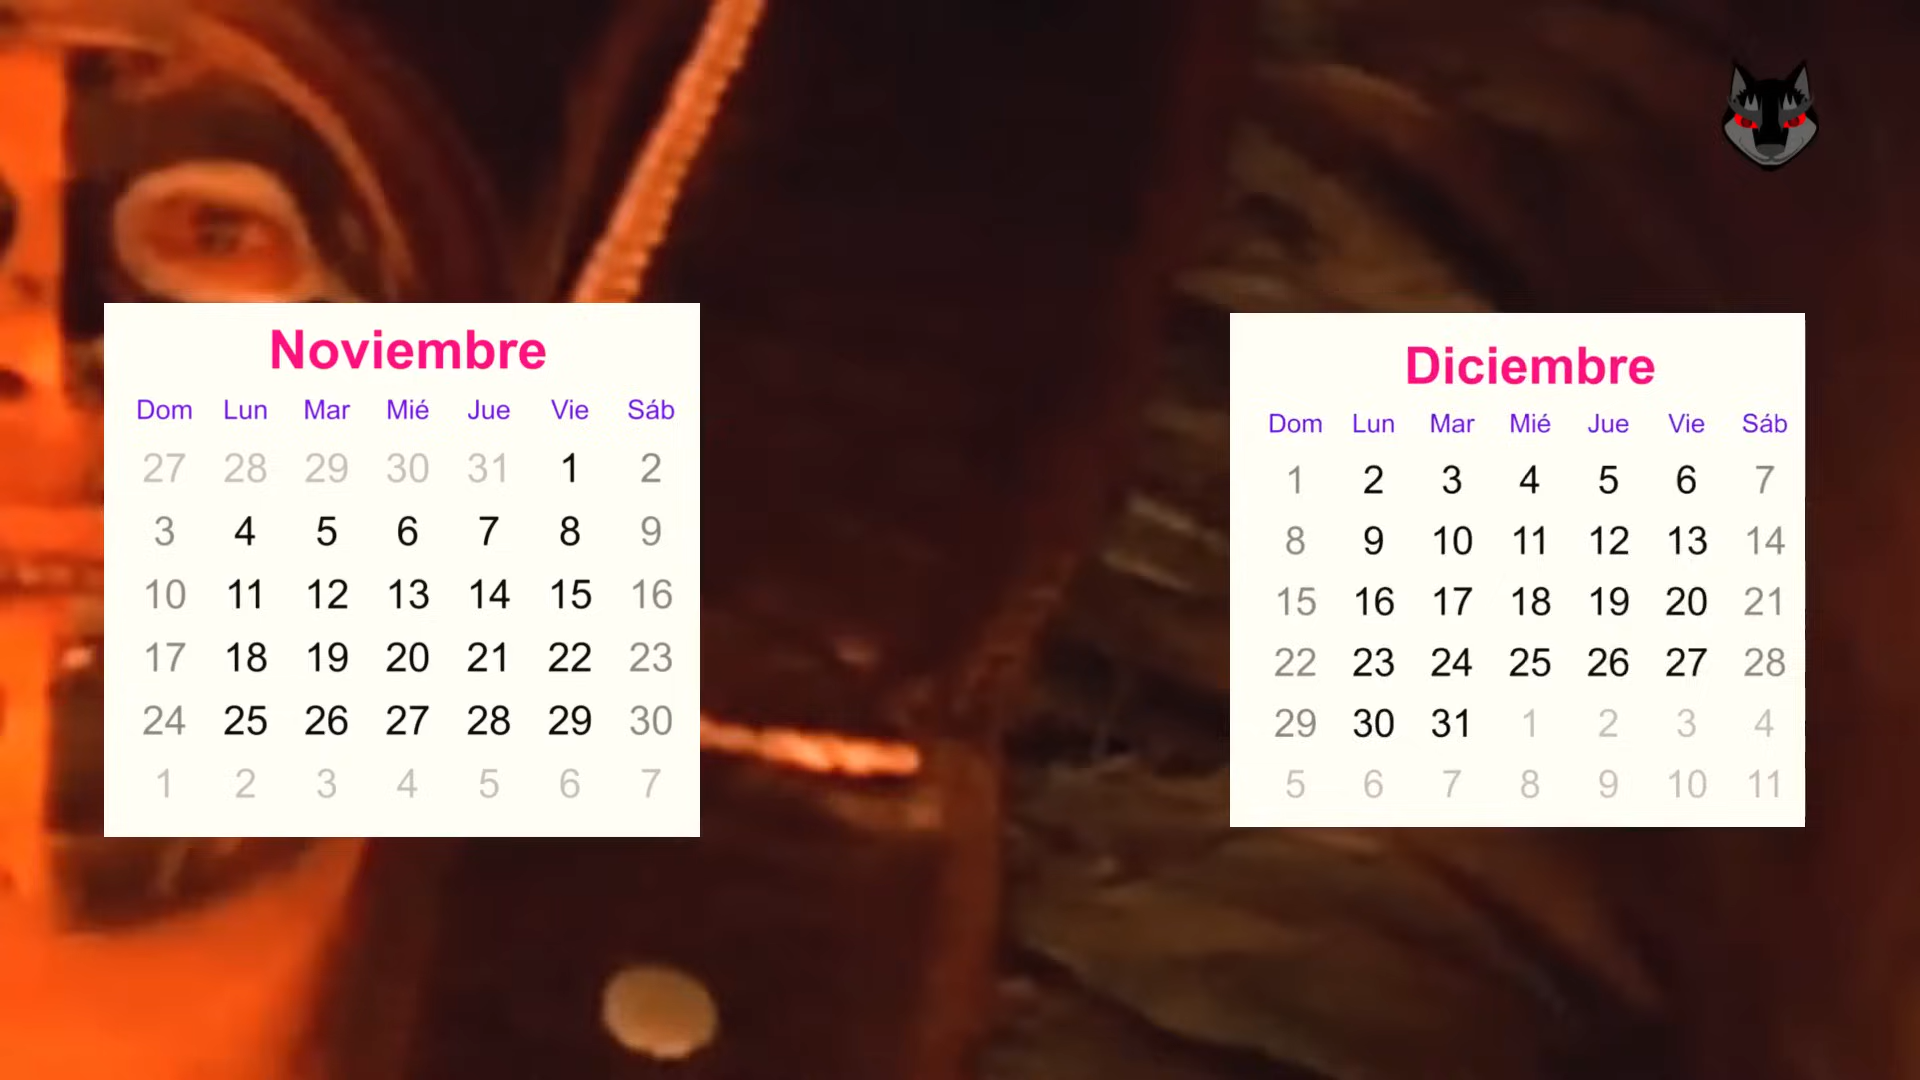 Noviembre
Dom Lun Mar Mié Jue Vie Sáb
27 28 29 30 31 1 2
3 4 5 6 7 8 9
10 11 12 13 14 15 16
17 18 19 20 21 22 23
24 25 26 27 28 29 30
1 2 3 4 5 6 7
Diciembre
Dom Lun Mar Mié Jue Vie Sáb
1 2 3 4 5 6 7
8 9 10 11 12 13 14
15 16 17 18 19 20 21
22 23 24 25 26 27 28
29 30 31 1 2 3 4
5 6 7 8 9 10 11